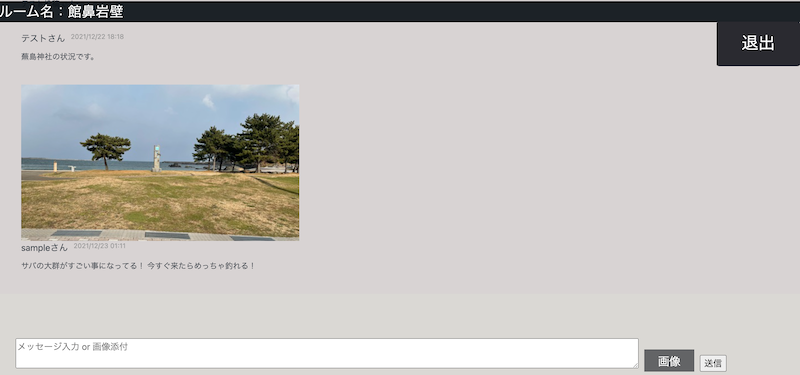 ルーム名：館鼻岩壁
退出
テストさん 2021/12/22 18:18
蕪島神社の状況です。
sampleさん 2021/12/23 01:11
サバの大群がすごい事になってる！ 今すぐ来たらめっちゃ釣れる！
メッセージ入力 or 画像添付
画像
送信